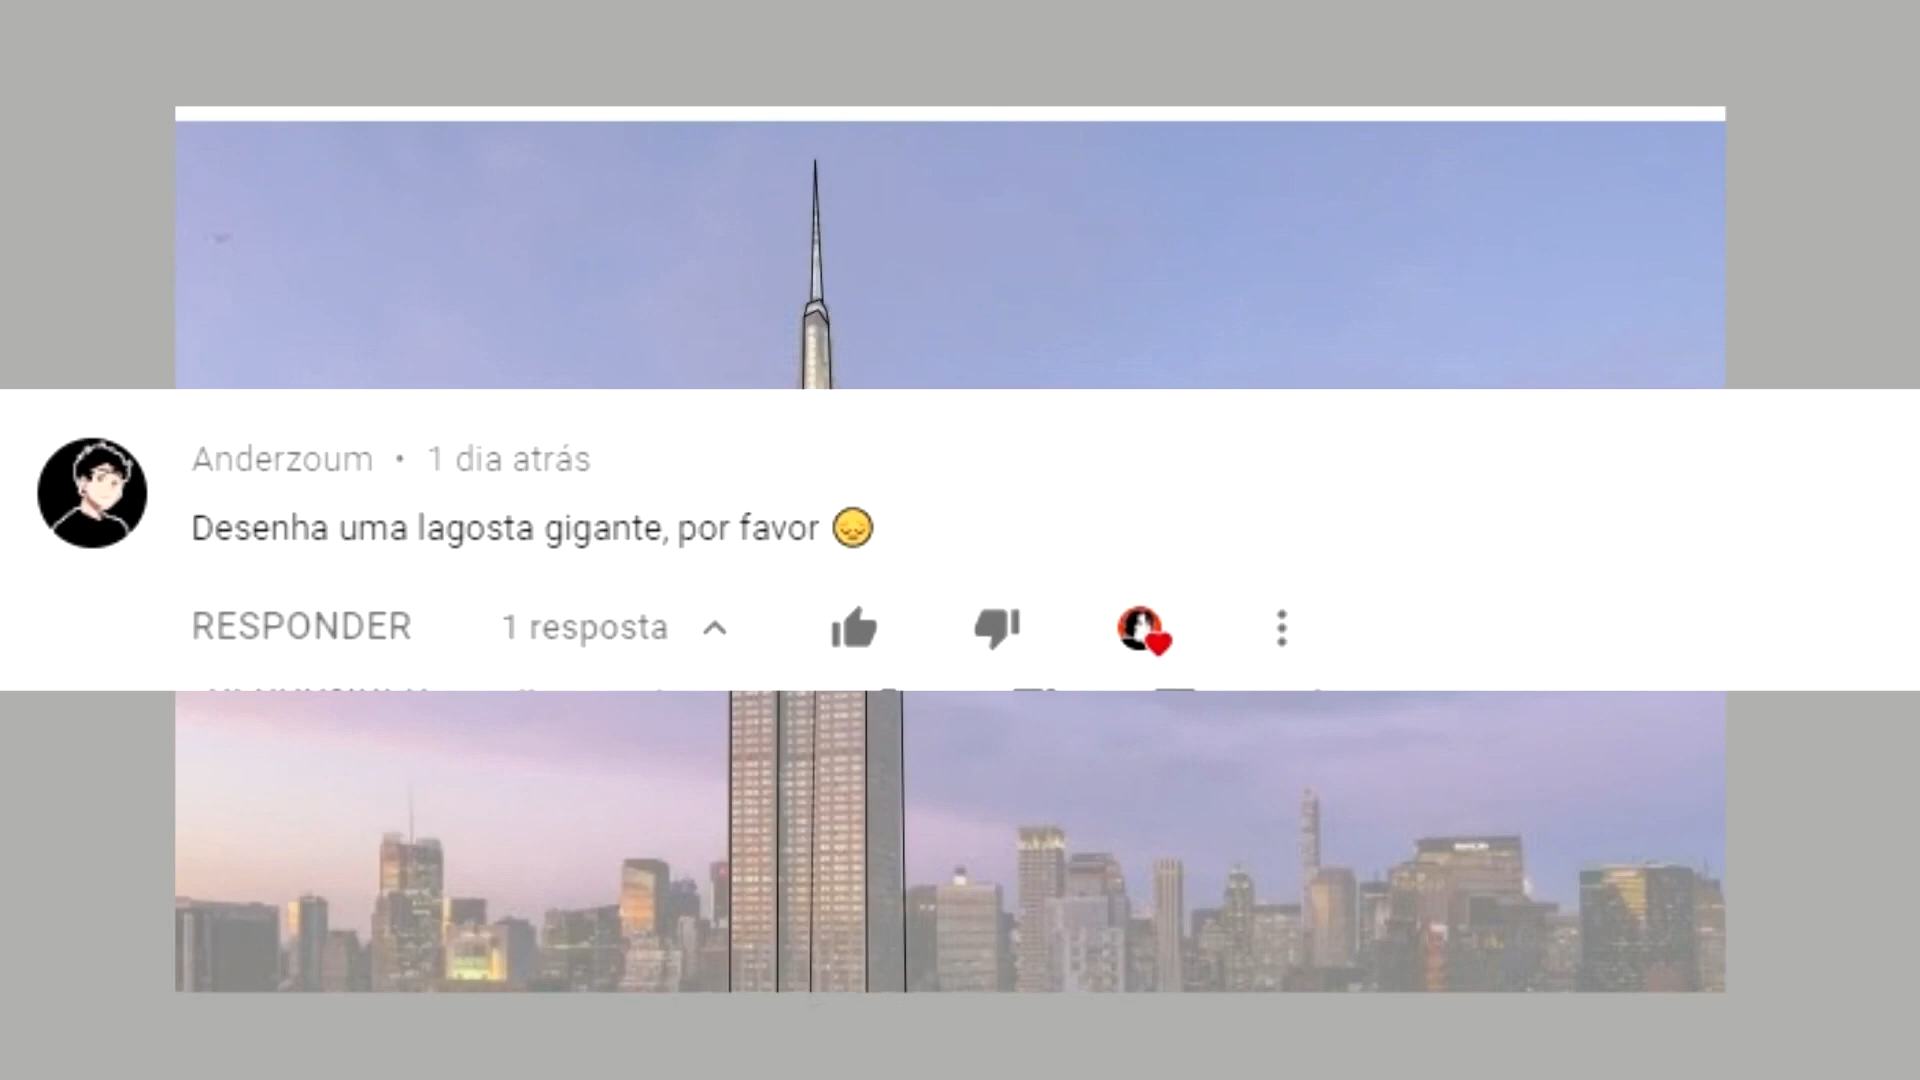 Anderzoum • 1 dia atrás
Desenha uma lagosta gigante, por favor 😔
RESPONDER 1 resposta